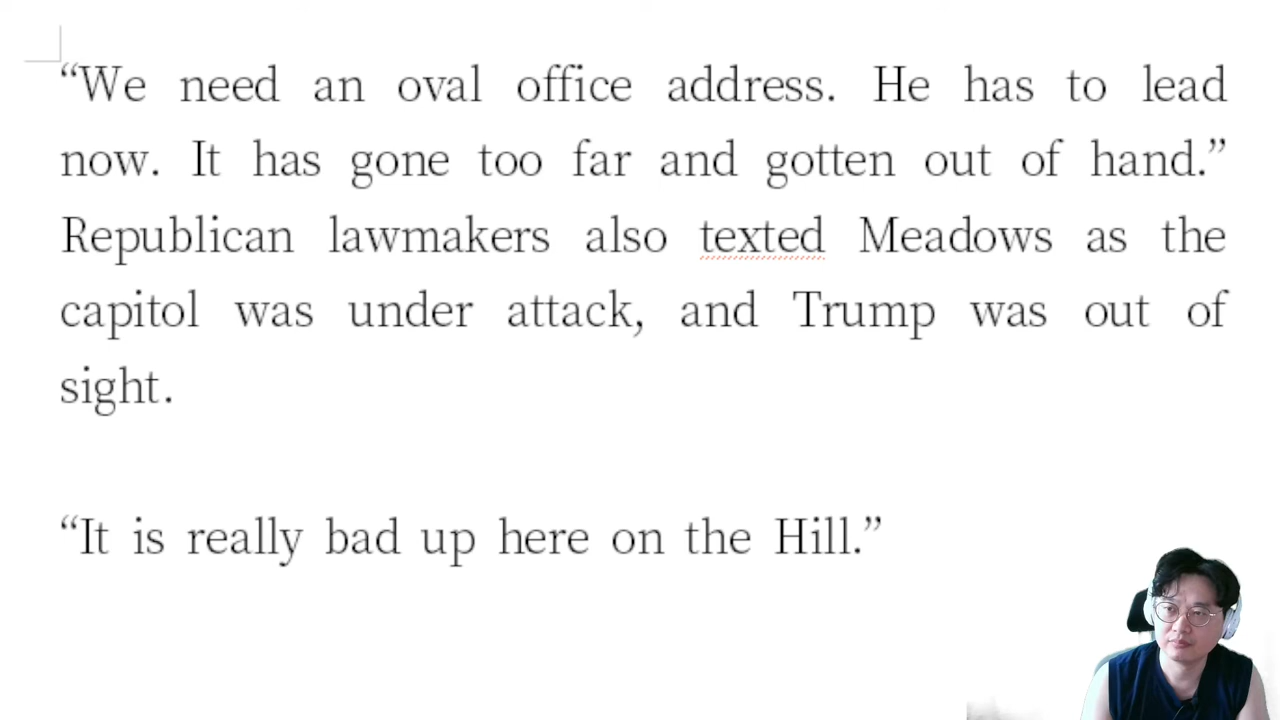 “We need an oval office address. He has to lead
now. It has gone too far and gotten out of hand.”
Republican lawmakers also texted Meadows as the
capitol was under attack, and Trump was out of
sight.
“It is really bad up here on the Hill.”